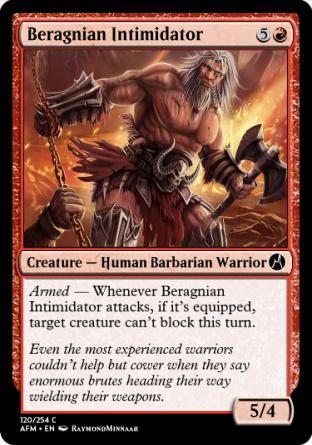 Beragnian Intimidator 5
Creature — Human Barbarian Warrior
Armed — Whenever Beragnian
Intimidator attacks, if it's equipped,
target creature can't block this turn.
Even the most experienced warriors
couldn't help but cower when they say
enormous brutes heading their way
wielding their weapons.
5/4
120/254 C
AFM • EN RaymondMinnaar